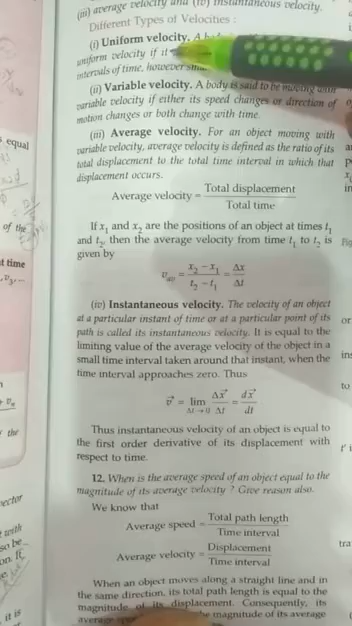 (iii) average velocity and (iv) instantaneous velocity.
Different Types of Velocities :
(i) Uniform velocity. A
uniform velocity if it
intervals of time, however
(ii) Variable velocity. A body is said to be moving with
variable velocity if either its speed changes or direction of
motion changes or both change with time.
(iii) Average velocity. For an object moving with
variable velocity, average velocity is defined as the ratio of its
total displacement to the total time interval in which that
displacement occurs.
Average velocity = Total displacement / Total time
If x₁ and x₂ are the positions of an object at times t₁
and t₂, then the average velocity from time t₁ to t₂ is
given by
v_av = (x₂ − x₁) / (t₂ − t₁) = Δx / Δt
(iv) Instantaneous velocity. The velocity of an object
at a particular instant of time or at a particular point of its
path is called its instantaneous velocity. It is equal to the
limiting value of the average velocity of the object in a
small time interval taken around that instant, when the
time interval approaches zero. Thus
v⃗ = lim Δt → 0 Δx⃗ / Δt = dx⃗ / dt
Thus instantaneous velocity of an object is equal to
the first order derivative of its displacement with
respect to time.
12. When is the average speed of an object equal to the
magnitude of its average velocity ? Give reason also.
We know that
Average speed = Total path length / Time interval
Average velocity = Displacement / Time interval
When an object moves along a straight line and in
the same direction, its total path length is equal to the
magnitude of its displacement. Consequently, its
average magnitude of its average
equal
of the
t time
the
ector
with
so be
it is